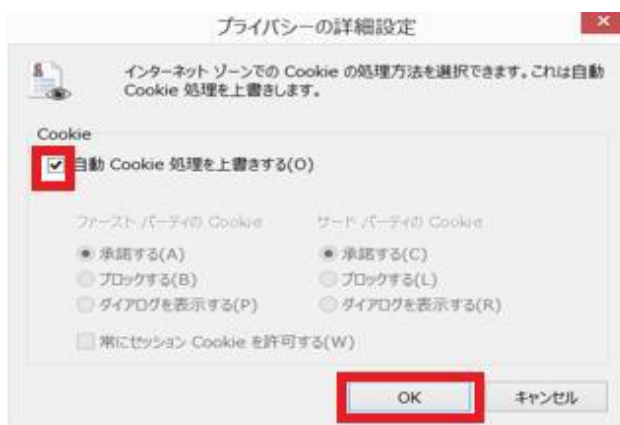 プライバシーの詳細設定
インターネット ゾーンでの Cookie の処理方法を選択できます。これは自動
Cookie 処理を上書きします。
Cookie
自動 Cookie 処理を上書きする(O)
ファースト パーティの Cookie サード パーティの Cookie
承諾する(A) 承諾する(C)
ブロックする(B) ブロックする(L)
ダイアログを表示する(P) ダイアログを表示する(R)
常にセッション Cookie を許可する(W)
OK キャンセル